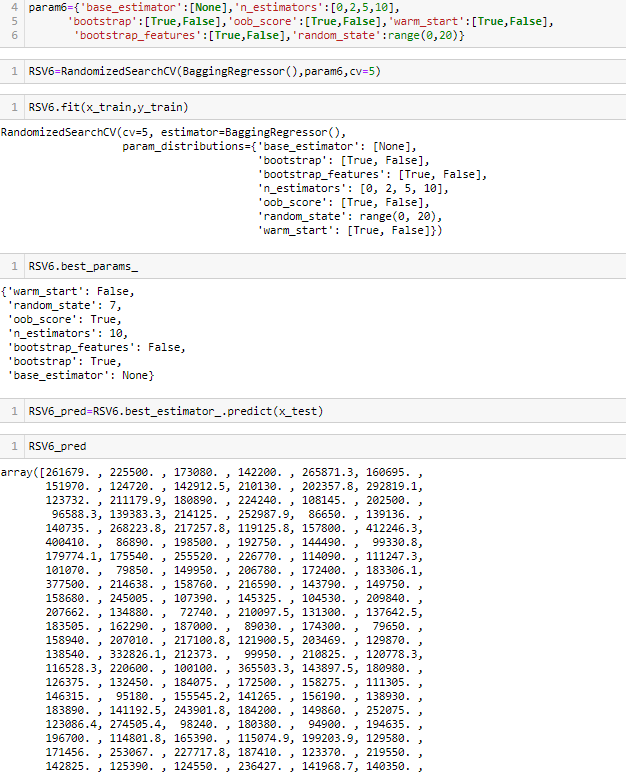 4 param6={'base_estimator':[None],'n_estimators':[0,2,5,10],
5 'bootstrap':[True,False],'oob_score':[True,False],'warm_start':[True,False],
6 'bootstrap_features':[True,False],'random_state':range(0,20)}
1 RSV6=RandomizedSearchCV(BaggingRegressor(),param6,cv=5)
1 RSV6.fit(x_train,y_train)
RandomizedSearchCV(cv=5, estimator=BaggingRegressor(),
param_distributions={'base_estimator': [None],
'bootstrap': [True, False],
'bootstrap_features': [True, False],
'n_estimators': [0, 2, 5, 10],
'oob_score': [True, False],
'random_state': range(0, 20),
'warm_start': [True, False]})
1 RSV6.best_params_
{'warm_start': False,
'random_state': 7,
'oob_score': True,
'n_estimators': 10,
'bootstrap_features': False,
'bootstrap': True,
'base_estimator': None}
1 RSV6_pred=RSV6.best_estimator_.predict(x_test)
1 RSV6_pred
array([261679. , 225500. , 173080. , 142200. , 265871.3, 160695. ,
151970. , 124720. , 142912.5, 210130. , 202357.8, 292819.1,
123732. , 211179.9, 180890. , 224240. , 108145. , 202500. ,
96588.3, 139383.3, 214125. , 252987.9, 86650. , 139136. ,
140735. , 268223.8, 217257.8, 119125.8, 157800. , 412246.3,
400410. , 86890. , 198500. , 192750. , 144490. , 99330.8,
179774.1, 175540. , 255520. , 226770. , 114090. , 111247.3,
101070. , 79850. , 149950. , 206780. , 172400. , 183306.1,
377500. , 214638. , 158760. , 216590. , 143790. , 149750. ,
158680. , 245005. , 107390. , 145325. , 104530. , 209840. ,
207662. , 134880. , 72740. , 210097.5, 131300. , 137642.5,
183505. , 162290. , 187000. , 89030. , 174300. , 79650. ,
158940. , 207010. , 217100.8, 121900.5, 203469. , 129870. ,
138540. , 332826.1, 212373. , 99950. , 210825. , 120778.3,
116528.3, 220600. , 100100. , 365503.3, 143897.5, 180980. ,
126375. , 132450. , 184075. , 172500. , 158275. , 111305. ,
146315. , 95180. , 155545.2, 141265. , 156190. , 138930. ,
183890. , 141192.5, 243901.8, 184200. , 149860. , 252075. ,
123086.4, 274505.4, 98240. , 180380. , 94900. , 194635. ,
196700. , 114801.8, 165390. , 115074.9, 199203.9, 129580. ,
171456. , 253067. , 227717.8, 187410. , 123370. , 219550. ,
142825. , 125390. , 124550. , 236427. , 141968.7, 140350. ,